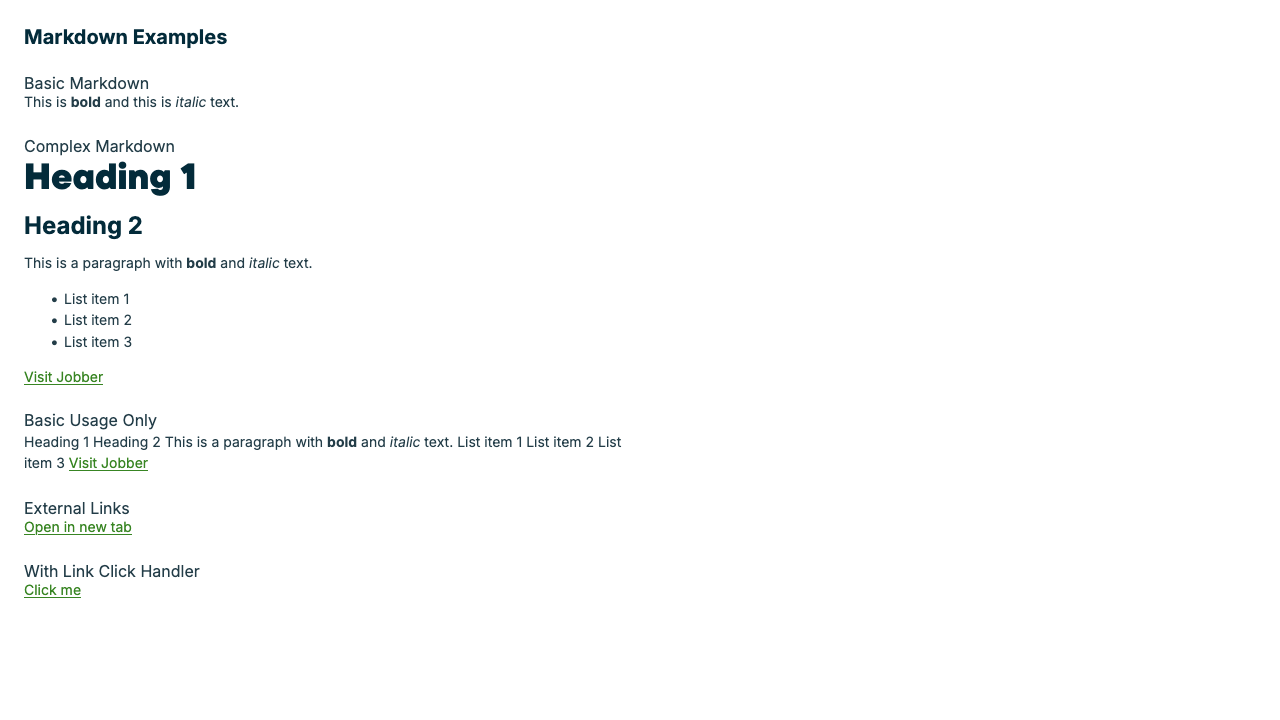 Markdown Examples
Basic Markdown
This is bold and this is italic text.
Complex Markdown
Heading 1
Heading 2
This is a paragraph with bold and italic text.
• List item 1
• List item 2
• List item 3
Visit Jobber
Basic Usage Only
Heading 1 Heading 2 This is a paragraph with bold and italic text. List item 1 List item 2 List
item 3 Visit Jobber
External Links
Open in new tab
With Link Click Handler
Click me